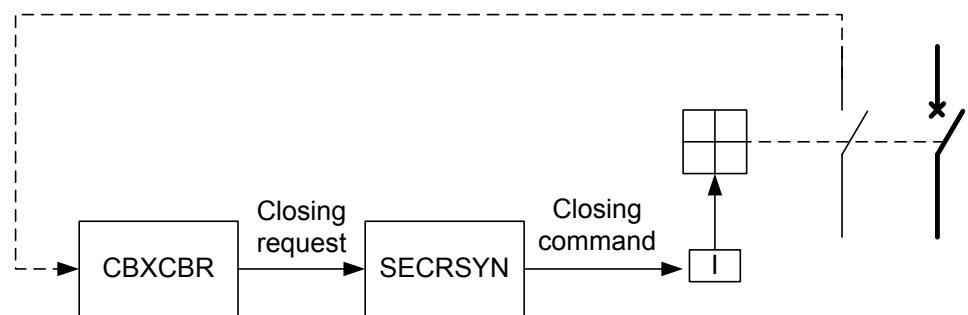 Closing
request
Closing
command
CBXCBR
SECRSYN
I